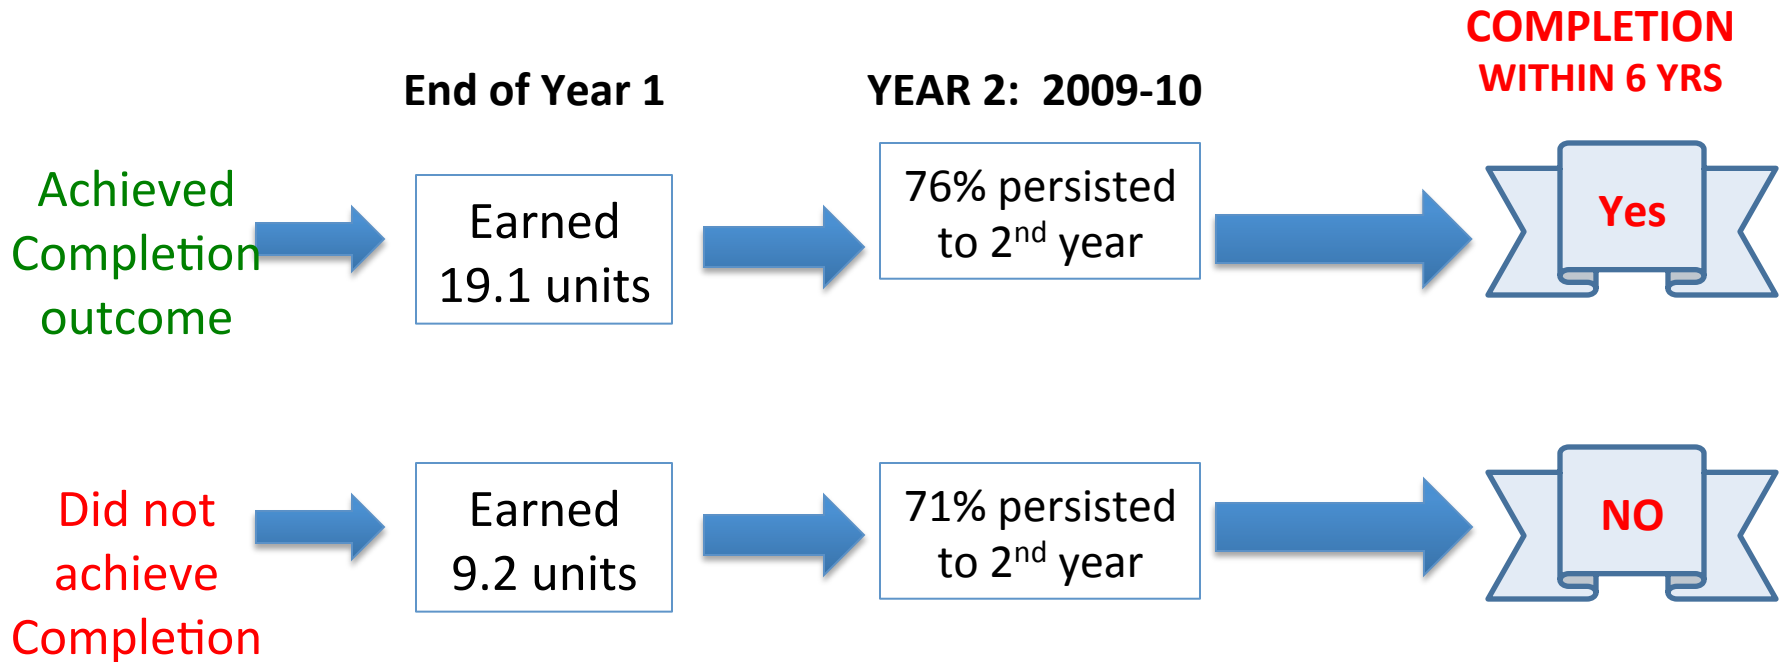 COMPLETION
WITHIN 6 YRS
End of Year 1
YEAR 2:  2009-10
Achieved
Completion
outcome
Earned
19.1 units
76% persisted
to 2nd year
Yes
Did not
achieve
Completion
Earned
9.2 units
71% persisted
to 2nd year
NO